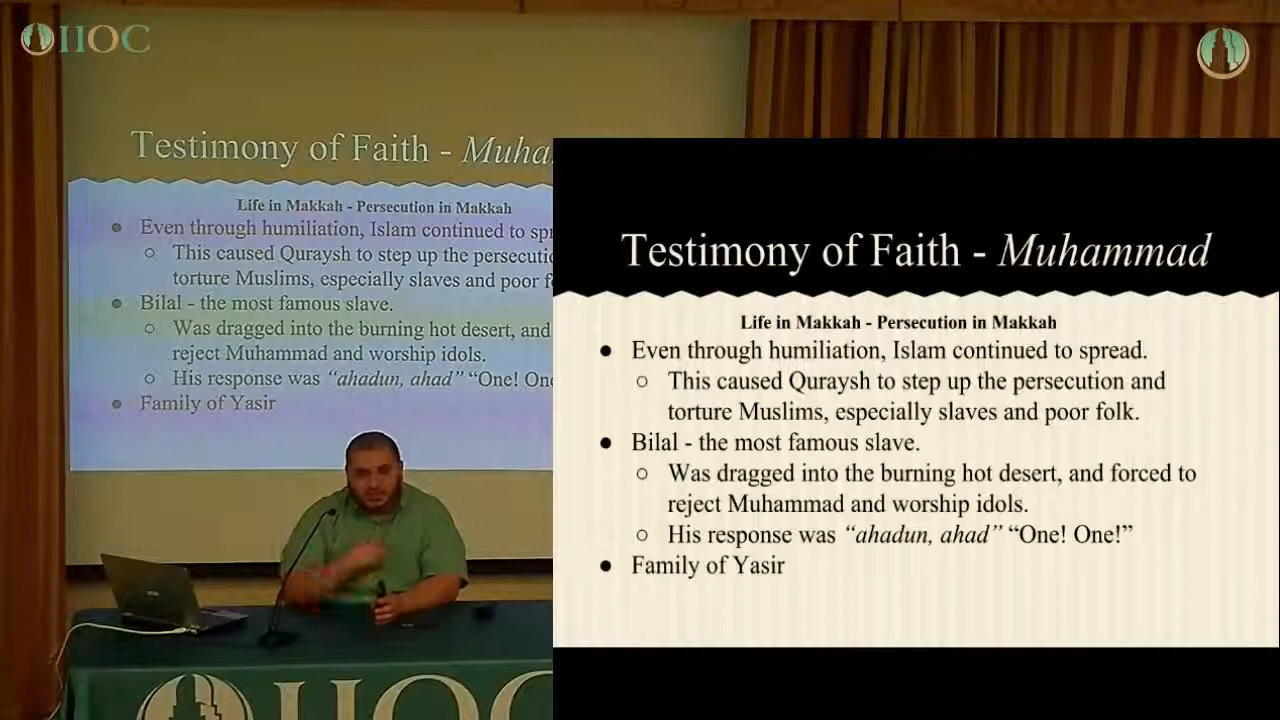 IIOC
Testimony of Faith - Muha
Life in Makkah - Persecution in Makkah
Even through humiliation, Islam continued to spr
This caused Quraysh to step up the persecutio
torture Muslims, especially slaves and poor f
Bilal - the most famous slave.
Was dragged into the burning hot desert, and
reject Muhammad and worship idols.
His response was “ahadun, ahad” “One! One
Family of Yasir
Testimony of Faith - Muhammad
Life in Makkah - Persecution in Makkah
Even through humiliation, Islam continued to spread.
This caused Quraysh to step up the persecution and
torture Muslims, especially slaves and poor folk.
Bilal - the most famous slave.
Was dragged into the burning hot desert, and forced to
reject Muhammad and worship idols.
His response was “ahadun, ahad” “One! One!”
Family of Yasir
IIOC